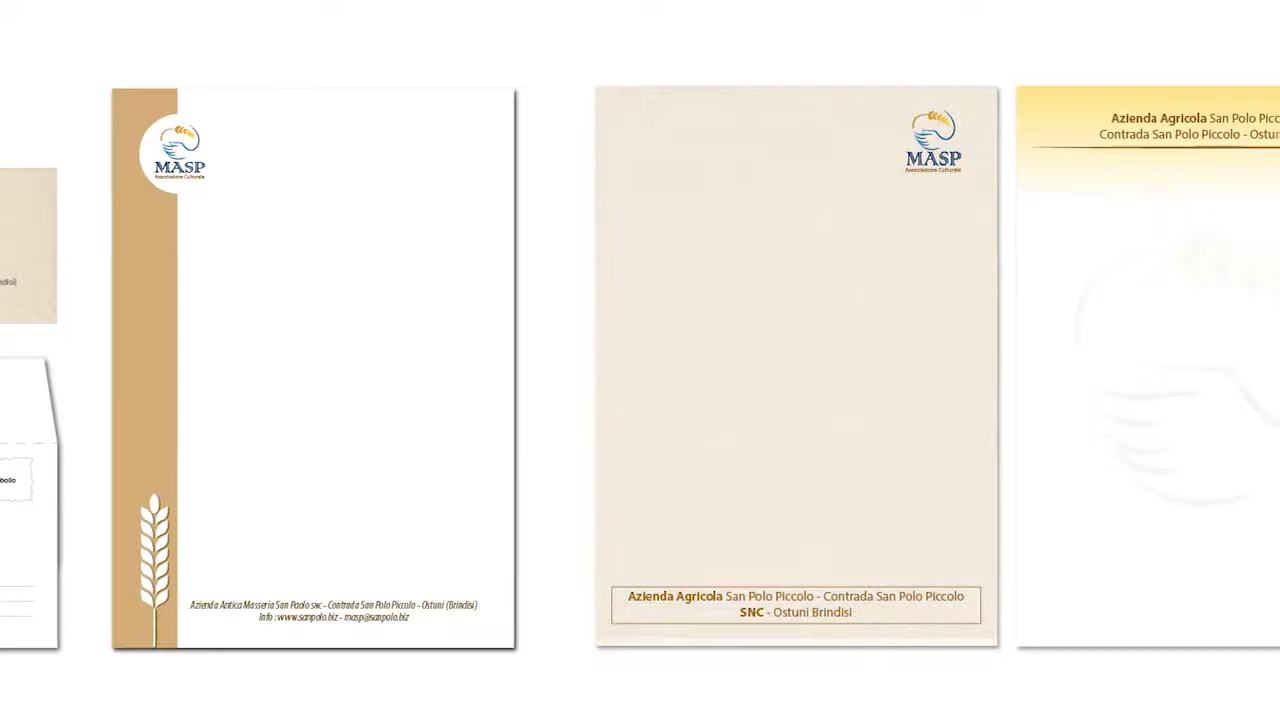 ndisi)
bollo
MASP
Associazione Culturale
Azienda Antica Masseria San Paolo snc - Contrada San Polo Piccolo - Ostuni (Brindisi)
Info : www.sanpolo.biz - masp@sanpolo.biz
MASP
Associazione Culturale
Azienda Agricola San Polo Piccolo - Contrada San Polo Piccolo
SNC - Ostuni Brindisi
Azienda Agricola San Polo Picc
Contrada San Polo Piccolo - Ostun